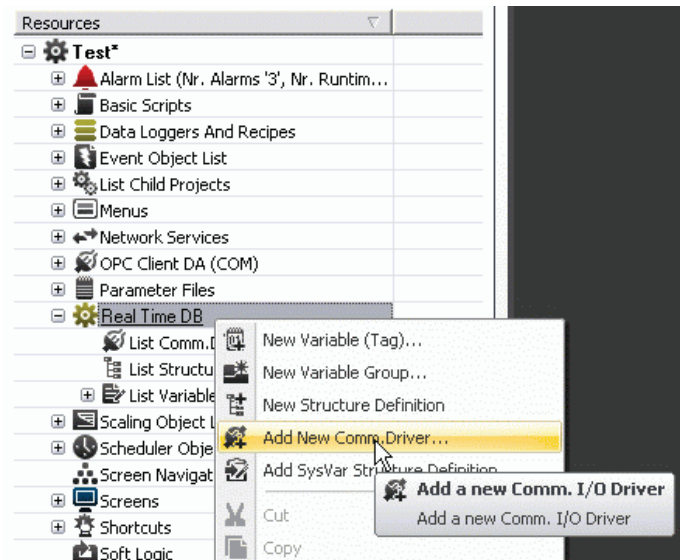 Resources
Test*
Alarm List (Nr. Alarms '3', Nr. Runtim...
Basic Scripts
Data Loggers And Recipes
Event Object List
List Child Projects
Menus
Network Services
OPC Client DA (COM)
Parameter Files
Real Time DB
List Comm.
List Structu
List Variable
Scaling Object L
Scheduler Obje
Screen Navigat
Screens
Shortcuts
Soft Logic
New Variable (Tag)...
New Variable Group...
New Structure Definition
Add New Comm.Driver...
Add SysVar Structure Definition
Cut
Copy
Add a new Comm. I/O Driver
Add a new Comm. I/O Driver